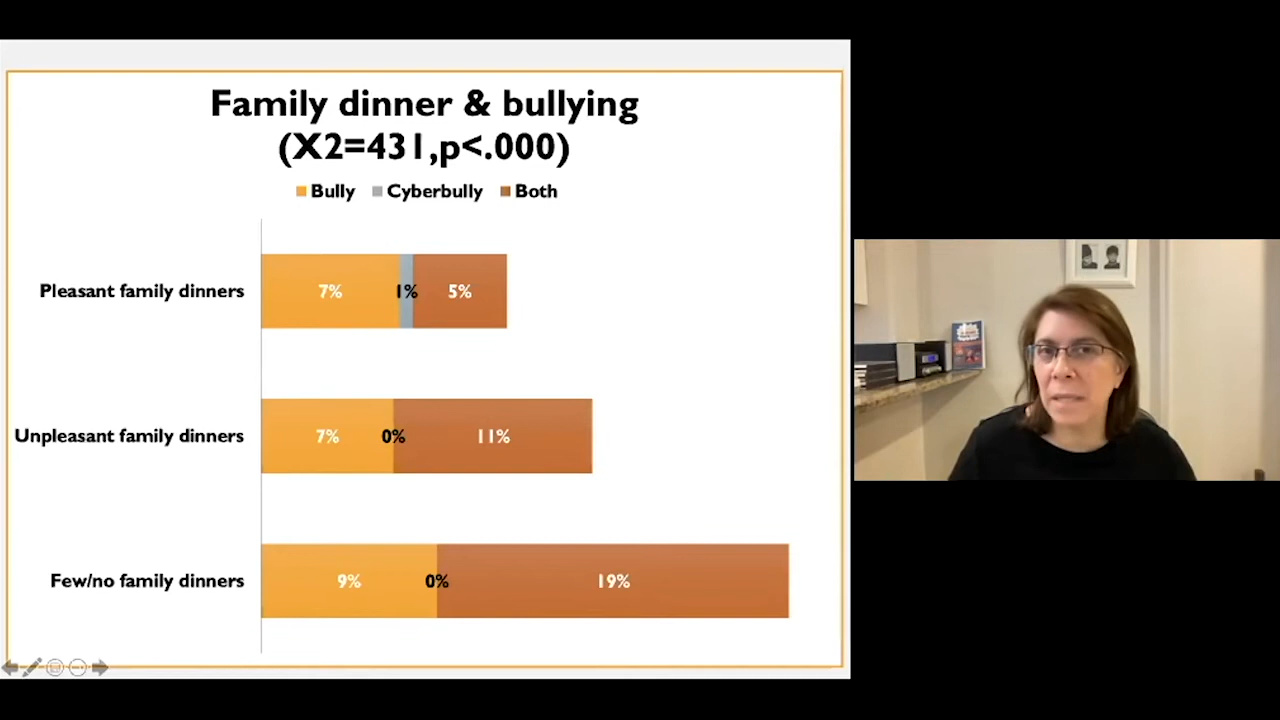 Family dinner & bullying
(X2=431,p<.000)
Bully Cyberbully Both
Pleasant family dinners 7% 1% 5%
Unpleasant family dinners 7% 0% 11%
Few/no family dinners 9% 0% 19%